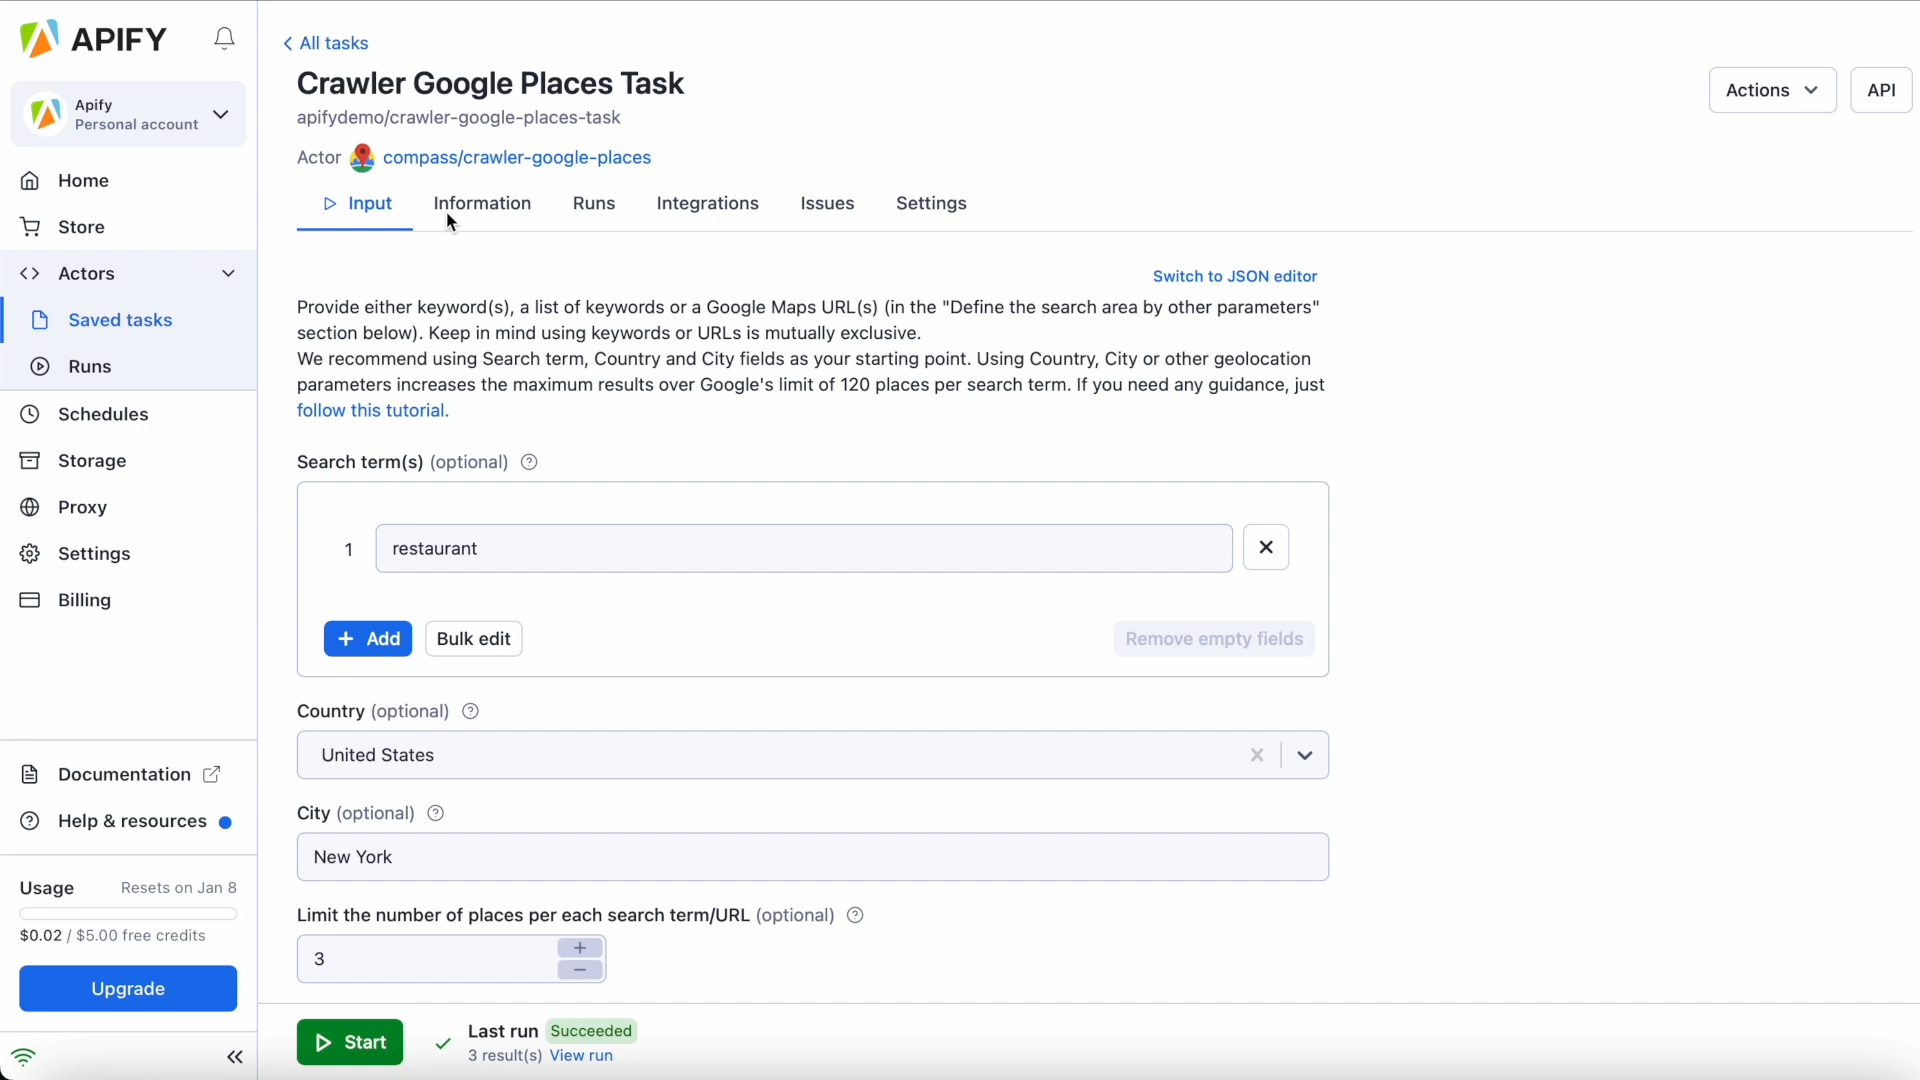 APIFY
Apify
Personal account
Home
Store
Actors
Saved tasks
Runs
Schedules
Storage
Proxy
Settings
Billing
Documentation
Help & resources
Usage Resets on Jan 8
$0.02 / $5.00 free credits
Upgrade
All tasks
Crawler Google Places Task
apifydemo/crawler-google-places-task
Actor compass/crawler-google-places
Actions API
Input Information Runs Integrations Issues Settings
Switch to JSON editor
Provide either keyword(s), a list of keywords or a Google Maps URL(s) (in the "Define the search area by other parameters"
section below). Keep in mind using keywords or URLs is mutually exclusive.
We recommend using Search term, Country and City fields as your starting point. Using Country, City or other geolocation
parameters increases the maximum results over Google's limit of 120 places per search term. If you need any guidance, just
follow this tutorial.
Search term(s) (optional)
1 restaurant
Add Bulk edit Remove empty fields
Country (optional)
United States
City (optional)
New York
Limit the number of places per each search term/URL (optional)
3
Start
Last run Succeeded
3 result(s) View run